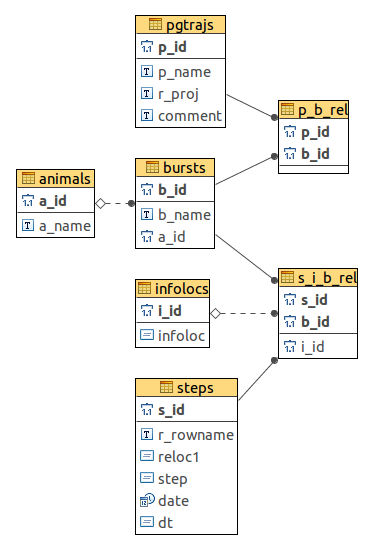 pgtrajs
p_id
p_name
r_proj
comment
p_b_rel
p_id
b_id
animals
a_id
a_name
bursts
b_id
b_name
a_id
infolocs
i_id
infoloc
s_i_b_rel
s_id
b_id
i_id
steps
s_id
r_rowname
reloc1
step
date
dt